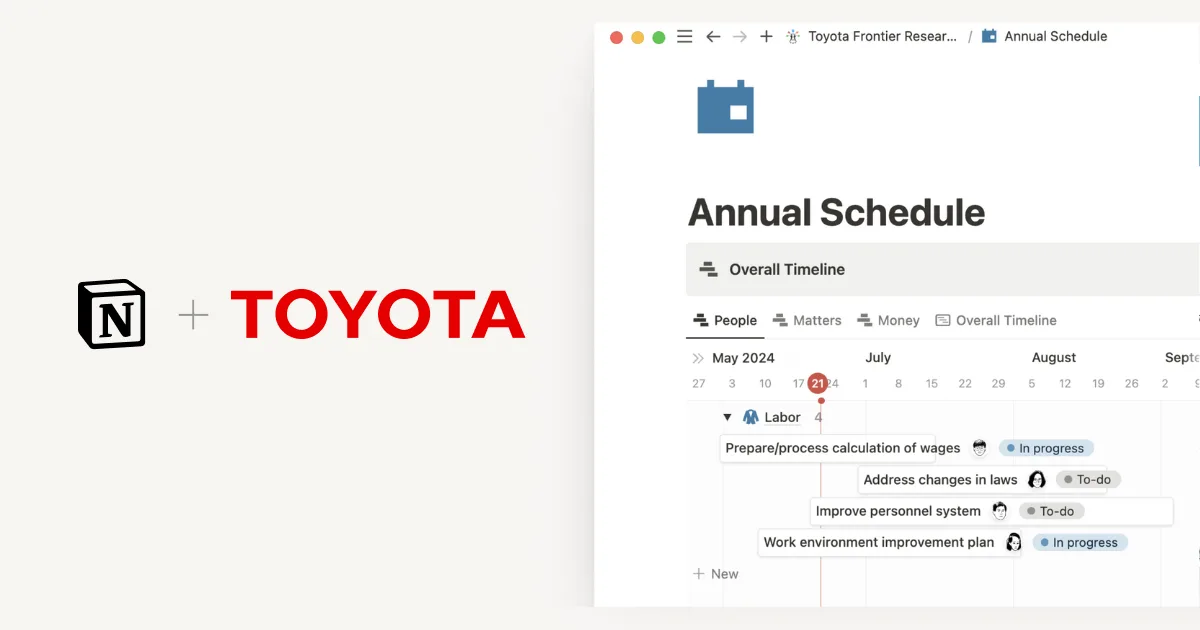 Toyota Frontier Resear... / Annual Schedule
N + TOYOTA
Annual Schedule
Overall Timeline
People Matters Money Overall Timeline
May 2024 July August
27 3 10 17 21 24 1 8 15 22 29 5 12 19 26 2
Labor 4
Prepare/process calculation of wages In progress
Address changes in laws To-do
Improve personnel system To-do
Work environment improvement plan In progress
+ New